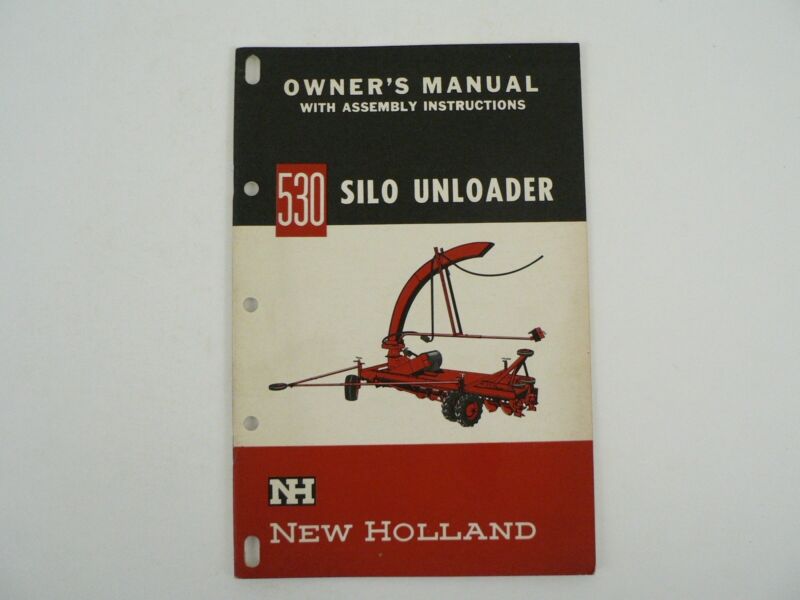 OWNER'S MANUAL
WITH ASSEMBLY INSTRUCTIONS
530 SILO UNLOADER
NH
NEW HOLLAND